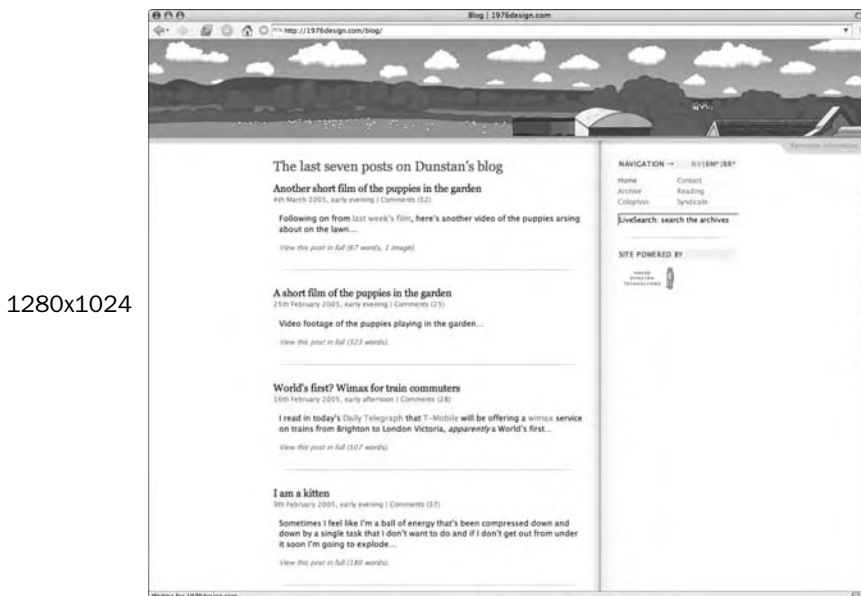 Blog | 1976design.com
http://1976design.com/blog/
Panorama information
The last seven posts on Dunstan's blog
Another short film of the puppies in the garden
4th March 2005, early evening | Comments (32)
Following on from last week's film, here's another video of the puppies arsing
about on the lawn…
View this post in full (67 words, 1 image).
A short film of the puppies in the garden
25th February 2005, early evening | Comments (25)
Video footage of the puppies playing in the garden…
View this post in full (323 words).
World's first? Wimax for train commuters
16th February 2005, early afternoon | Comments (28)
I read in today's Daily Telegraph that T-Mobile will be offering a wimax service
on trains from Brighton to London Victoria, apparently a World's first…
View this post in full (507 words).
I am a kitten
9th February 2005, early evening | Comments (37)
Sometimes I feel like I'm a ball of energy that's been compressed down and
down by a single task that I don't want to do and if I don't get out from under
it soon I'm going to explode…
View this post in full (180 words).
NAVIGATION →
Home Contact
Archive Reading
Colophon Syndicate
LiveSearch: search the archives
SITE POWERED BY
Waiting for 1976design.com
1280x1024